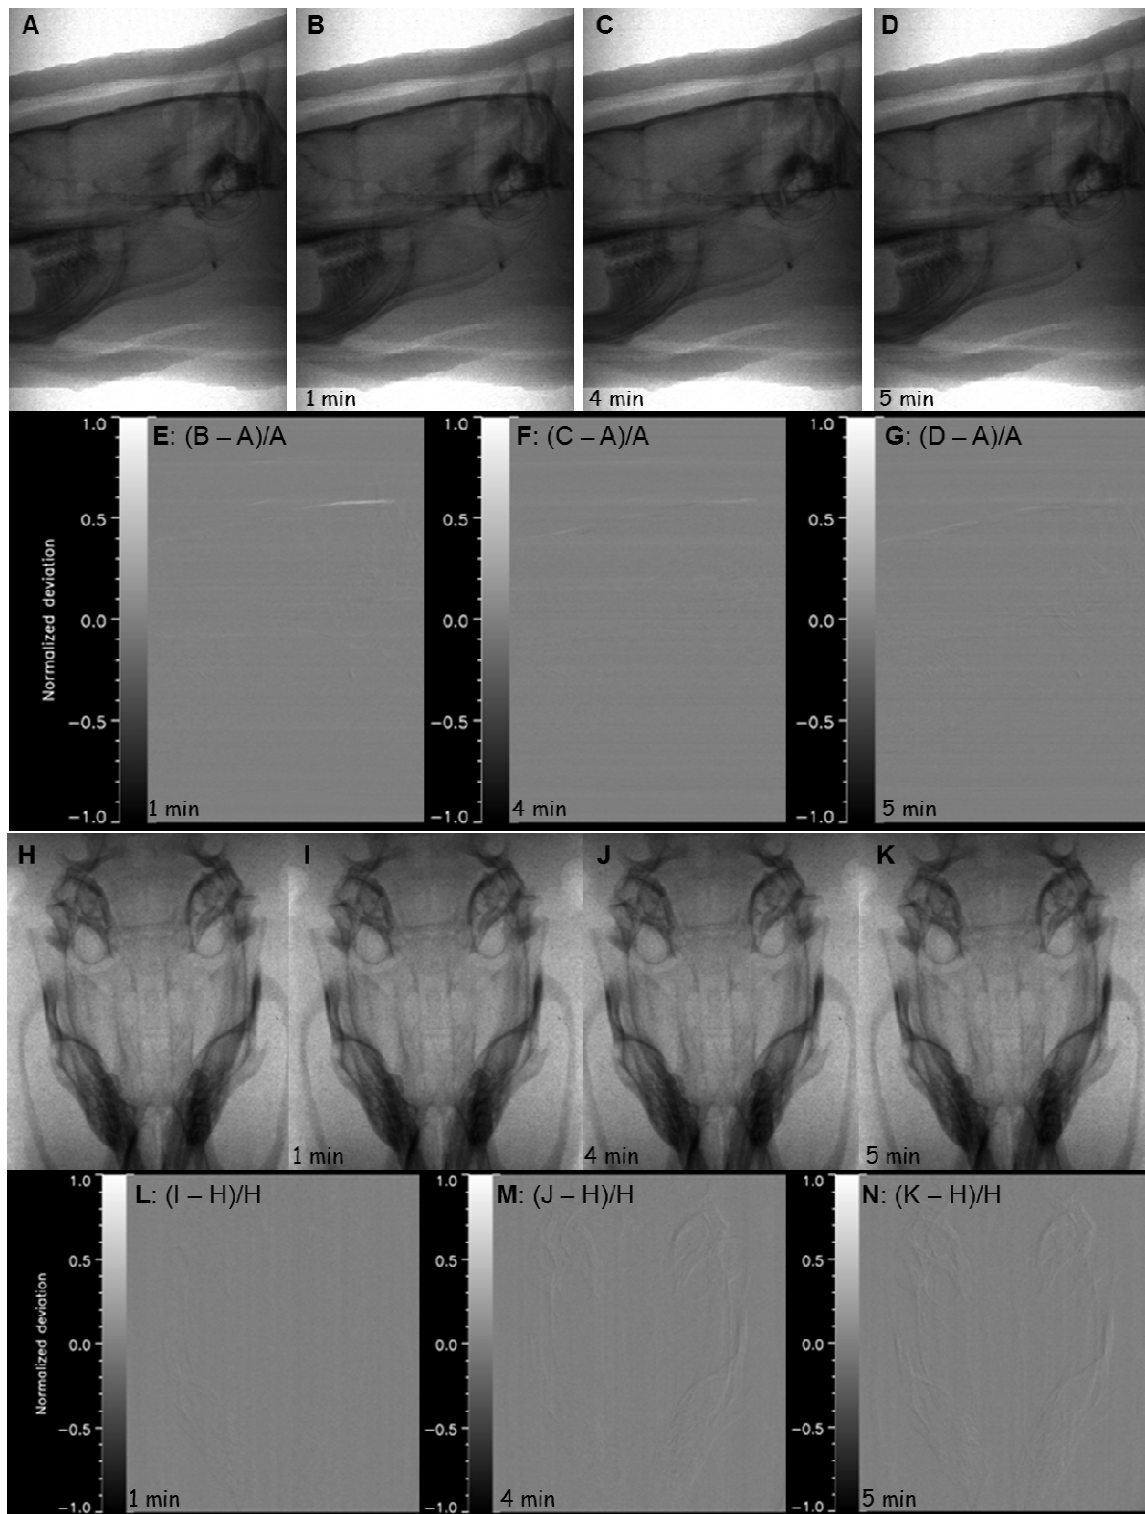 A
B
C
D
1 min
4 min
5 min
E: (B – A)/A
F: (C – A)/A
G: (D – A)/A
1.0
0.5
0.0
−0.5
−1.0
Normalized deviation
1.0
0.5
0.0
−0.5
−1.0
1.0
0.5
0.0
−0.5
−1.0
1 min
4 min
5 min
H
I
J
K
1 min
4 min
5 min
L: (I – H)/H
M: (J – H)/H
N: (K – H)/H
1.0
0.5
0.0
−0.5
−1.0
Normalized deviation
1.0
0.5
0.0
−0.5
−1.0
1.0
0.5
0.0
−0.5
−1.0
1 min
4 min
5 min